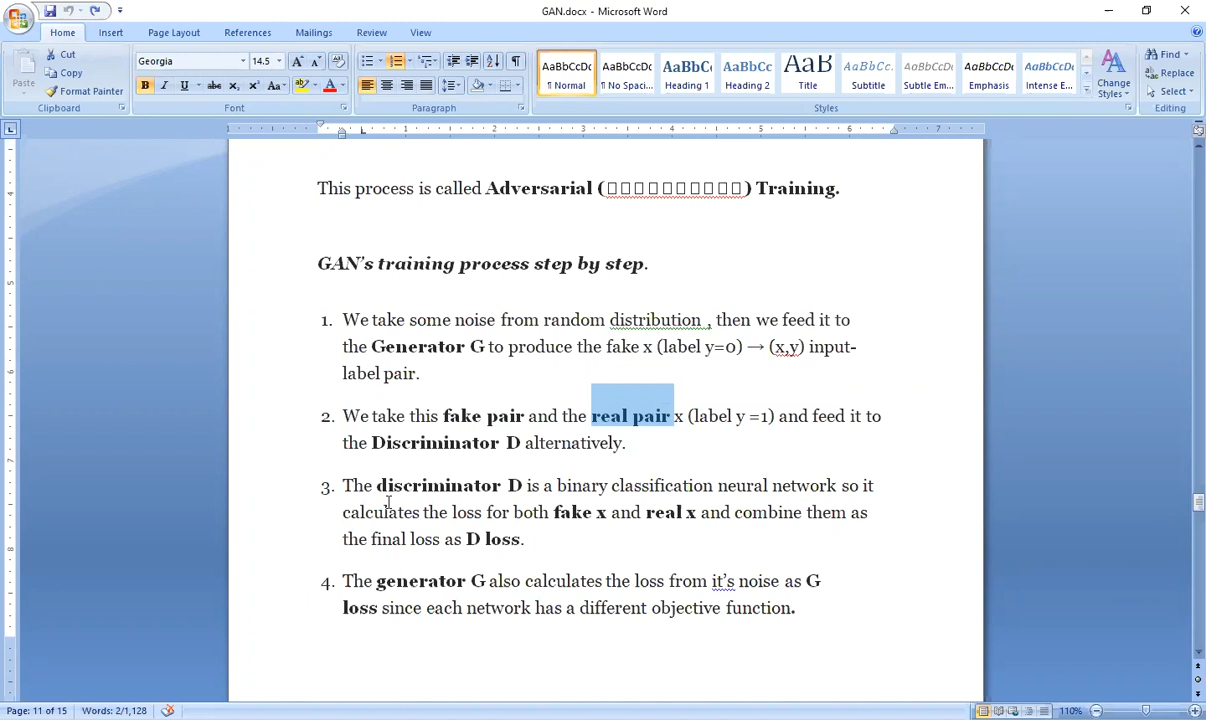 GAN.docx - Microsoft Word
Home Insert Page Layout References Mailings Review View
Paste
Cut
Copy
Format Painter
Clipboard
Georgia 14.5
Font
Paragraph
AaBbCcDc AaBbCcDc AaBbC AaBbCc AaB AaBbCcI AaBbCcDc AaBbCcDc AaBbCcDc
¶ Normal ¶ No Spaci... Heading 1 Heading 2 Title Subtitle Subtle Em... Emphasis Intense E...
Change Styles
Styles
Find
Replace
Select
Editing
This process is called Adversarial (▯▯▯▯▯▯▯▯▯▯) Training.
GAN's training process step by step.
1. We take some noise from random distribution , then we feed it to
the Generator G to produce the fake x (label y=0) → (x,y) input-
label pair.
2. We take this fake pair and the real pair x (label y =1) and feed it to
the Discriminator D alternatively.
3. The discriminator D is a binary classification neural network so it
calculates the loss for both fake x and real x and combine them as
the final loss as D loss.
4. The generator G also calculates the loss from it's noise as G
loss since each network has a different objective function.
Page: 11 of 15 Words: 2/1,128 110%